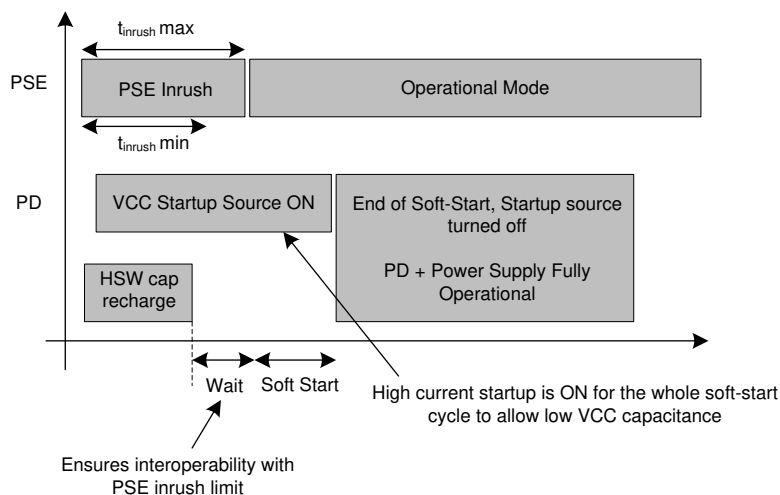 tinrush max
PSE
PSE Inrush
Operational Mode
tinrush min
PD
VCC Startup Source ON
End of Soft-Start, Startup source
turned off
PD + Power Supply Fully
Operational
HSW cap
recharge
Wait
Soft Start
High current startup is ON for the whole soft-start
cycle to allow low VCC capacitance
Ensures interoperability with
PSE inrush limit